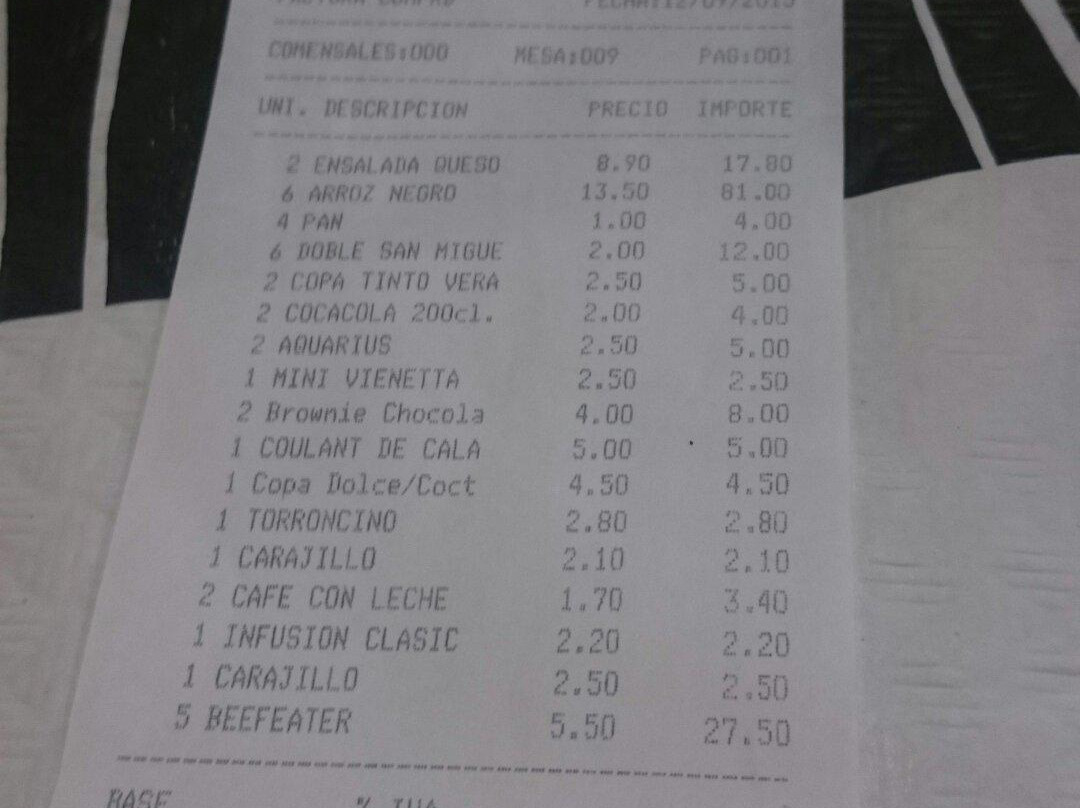 FECHA:12/09/2015
COMENSALES:000 MESA:009 PAG:001
UNI. DESCRIPCION PRECIO IMPORTE
2 ENSALADA QUESO 8.90 17.80
6 ARROZ NEGRO 13.50 81.00
4 PAN 1.00 4.00
6 DOBLE SAN MIGUE 2.00 12.00
2 COPA TINTO VERA 2.50 5.00
2 COCACOLA 200cl. 2.00 4.00
2 AQUARIUS 2.50 5.00
1 MINI VIENETTA 2.50 2.50
2 Brownie Chocola 4.00 8.00
1 COULANT DE CALA 5.00 5.00
1 Copa Dolce/Coct 4.50 4.50
1 TORRONCINO 2.80 2.80
1 CARAJILLO 2.10 2.10
2 CAFE CON LECHE 1.70 3.40
1 INFUSION CLASIC 2.20 2.20
1 CARAJILLO 2.50 2.50
5 BEEFEATER 5.50 27.50
BASE % IVA